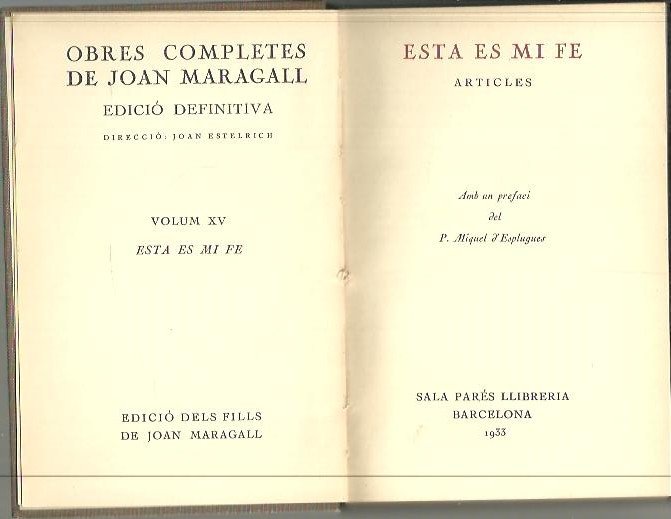 OBRES COMPLETES
DE JOAN MARAGALL
EDICIÓ DEFINITIVA
DIRECCIÓ: JOAN ESTELRICH
VOLUM XV
ESTA ES MI FE
EDICIÓ DELS FILLS
DE JOAN MARAGALL
ESTA ES MI FE
ARTICLES
Amb un prefaci
del
P. Miquel d'Esplugues
SALA PARÉS LLIBRERIA
BARCELONA
1933